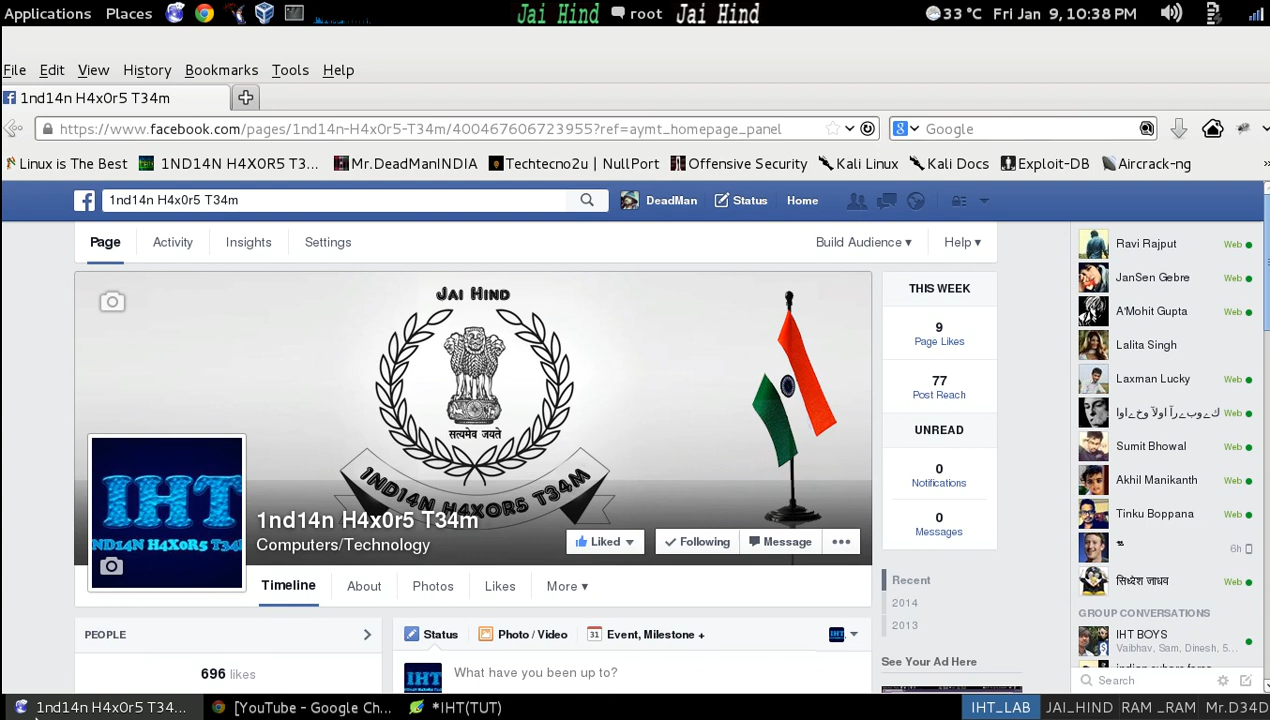 Applications Places Jai Hind root Jai Hind 33 °C Fri Jan 9, 10:38 PM
File Edit View History Bookmarks Tools Help
1nd14n H4x0r5 T34m
https://www.facebook.com/pages/1nd14n-H4x0r5-T34m/400467606723955?ref=aymt_homepage_panel Google
Linux is The Best 1ND14N H4X0R5 T3... Mr.DeadManINDIA Techtecno2u | NullPort Offensive Security Kali Linux Kali Docs Exploit-DB Aircrack-ng »
1nd14n H4x0r5 T34m DeadMan Status Home
Page Activity Insights Settings Build Audience ▾ Help ▾
Jai Hind
सत्यमेव जयते
1ND14N H4X0R5 T34M
IHT
1nd14n H4x0r5 T34m
Computers/Technology
Liked Following Message •••
Timeline About Photos Likes More ▾
PEOPLE
696 likes
Status Photo / Video 31 Event, Milestone +
IHT What have you been up to?
THIS WEEK
9
Page Likes
77
Post Reach
UNREAD
0
Notifications
0
Messages
Recent
2014
2013
See Your Ad Here
Ravi Rajput Web
JanSen Gebre Web
A'Mohit Gupta Web
Lalita Singh
Laxman Lucky Web
Web
Sumit Bhowal Web
Akhil Manikanth Web
Tinku Boppana Web
6h
सिध्देश जाधव Web
GROUP CONVERSATIONS
IHT BOYS
Vaibhav, Sam, Dinesh, 5...
Search
1nd14n H4x0r5 T34... [YouTube - Google Ch... *IHT(TUT) IHT_LAB JAI_HIND RAM _RAM Mr.D34D